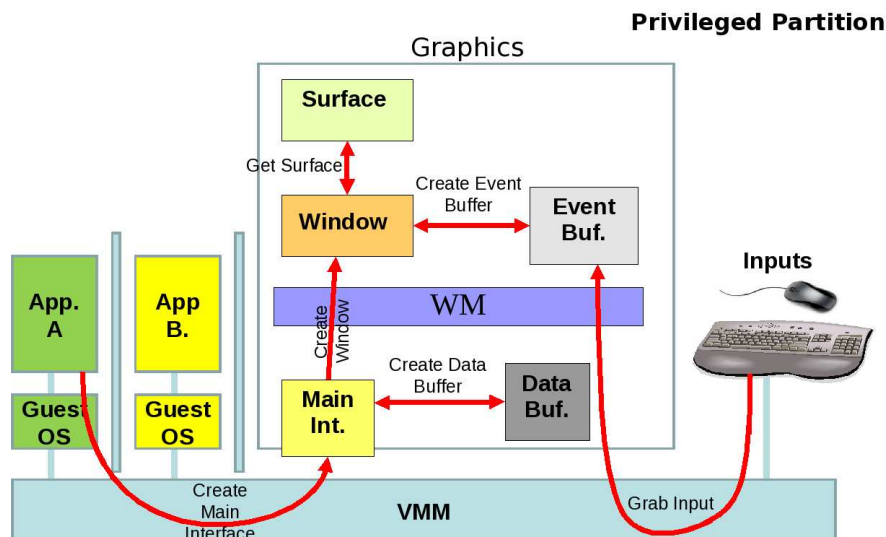 Privileged Partition
Graphics
Surface
Get Surface
Create Event
Buffer
Window
Event
Buf.
Inputs
App.
A
App
B.
WM
Create
Window
Create Data
Buffer
Main
Int.
Data
Buf.
Guest
OS
Guest
OS
Create
Main
Interface
VMM
Grab Input